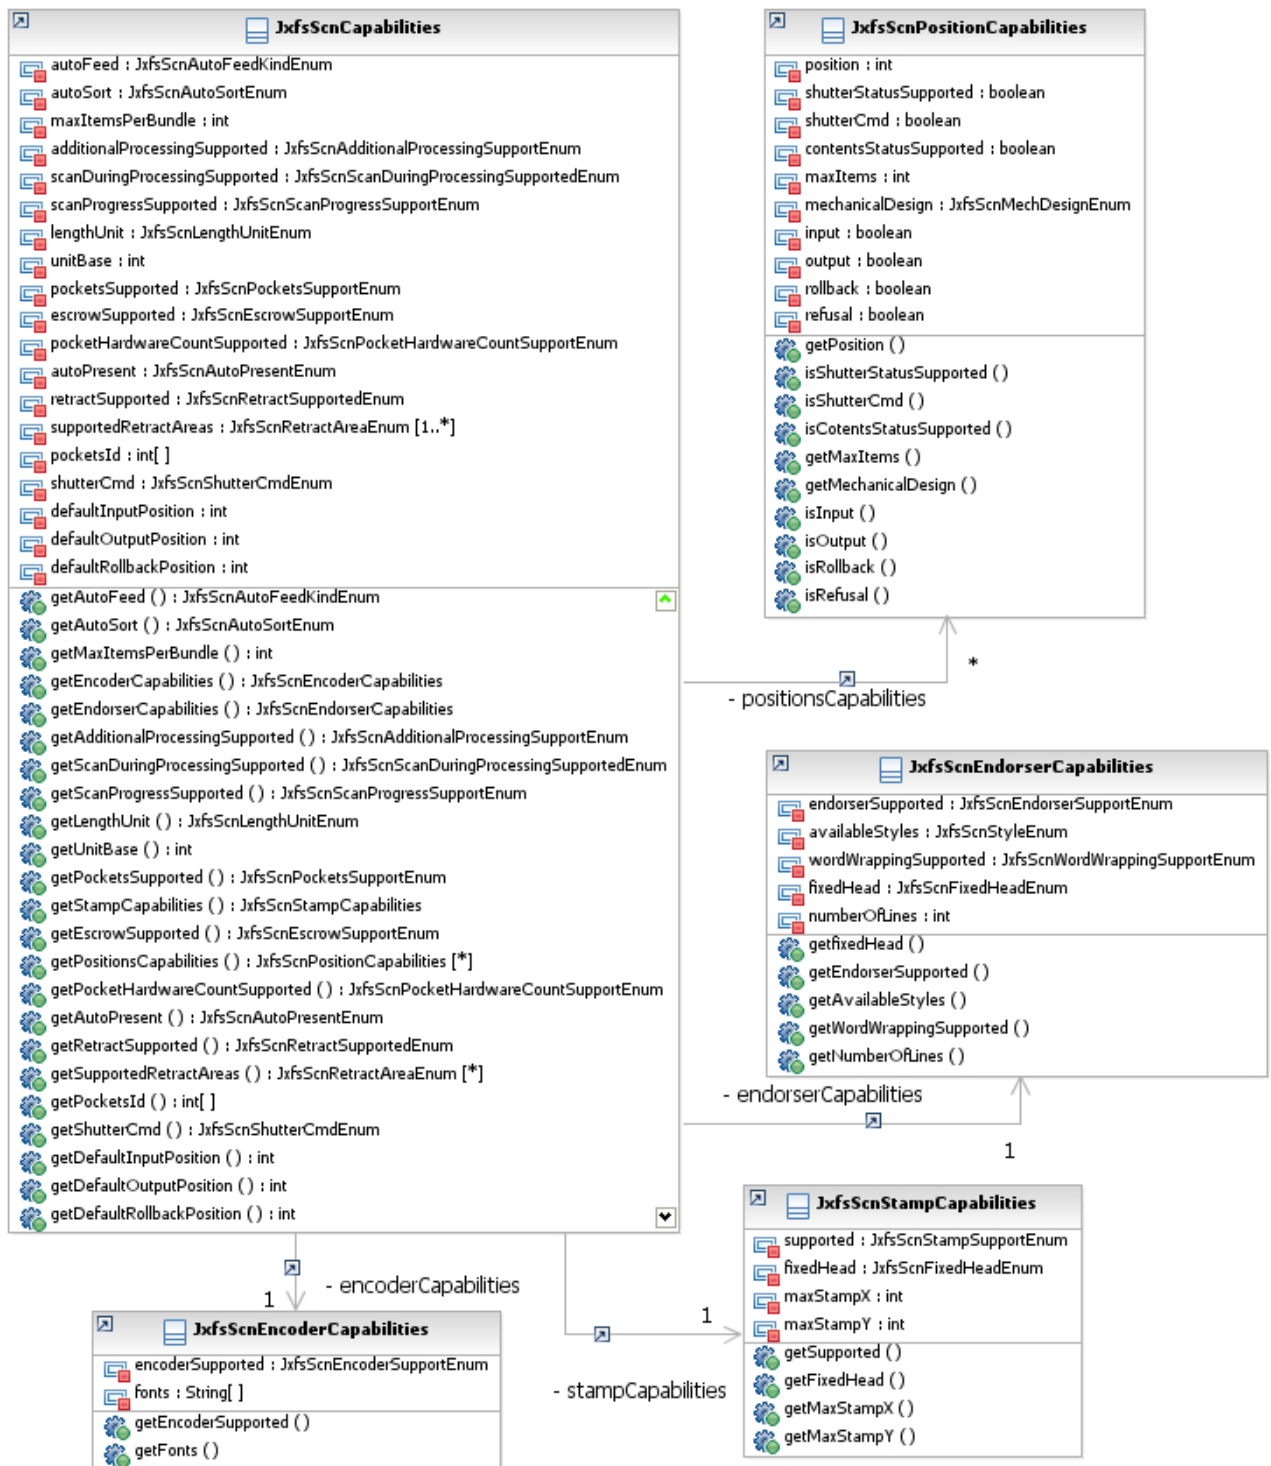 JxfsScnCapabilities
autoFeed : JxfsScnAutoFeedKindEnum
autoSort : JxfsScnAutoSortEnum
maxItemsPerBundle : int
additionalProcessingSupported : JxfsScnAdditionalProcessingSupportEnum
scanDuringProcessingSupported : JxfsScnScanDuringProcessingSupportedEnum
scanProgressSupported : JxfsScnScanProgressSupportEnum
lengthUnit : JxfsScnLengthUnitEnum
unitBase : int
pocketsSupported : JxfsScnPocketsSupportEnum
escrowSupported : JxfsScnEscrowSupportEnum
pocketHardwareCountSupported : JxfsScnPocketHardwareCountSupportEnum
autoPresent : JxfsScnAutoPresentEnum
retractSupported : JxfsScnRetractSupportedEnum
supportedRetractAreas : JxfsScnRetractAreaEnum [1..*]
pocketsId : int[ ]
shutterCmd : JxfsScnShutterCmdEnum
defaultInputPosition : int
defaultOutputPosition : int
defaultRollbackPosition : int
getAutoFeed ( ) : JxfsScnAutoFeedKindEnum
getAutoSort ( ) : JxfsScnAutoSortEnum
getMaxItemsPerBundle ( ) : int
getEncoderCapabilities ( ) : JxfsScnEncoderCapabilities
getEndorserCapabilities ( ) : JxfsScnEndorserCapabilities
getAdditionalProcessingSupported ( ) : JxfsScnAdditionalProcessingSupportEnum
getScanDuringProcessingSupported ( ) : JxfsScnScanDuringProcessingSupportedEnum
getScanProgressSupported ( ) : JxfsScnScanProgressSupportEnum
getLengthUnit ( ) : JxfsScnLengthUnitEnum
getUnitBase ( ) : int
getPocketsSupported ( ) : JxfsScnPocketsSupportEnum
getStampCapabilities ( ) : JxfsScnStampCapabilities
getEscrowSupported ( ) : JxfsScnEscrowSupportEnum
getPositionsCapabilities ( ) : JxfsScnPositionCapabilities [*]
getPocketHardwareCountSupported ( ) : JxfsScnPocketHardwareCountSupportEnum
getAutoPresent ( ) : JxfsScnAutoPresentEnum
getRetractSupported ( ) : JxfsScnRetractSupportedEnum
getSupportedRetractAreas ( ) : JxfsScnRetractAreaEnum [*]
getPocketsId ( ) : int[ ]
getShutterCmd ( ) : JxfsScnShutterCmdEnum
getDefaultInputPosition ( ) : int
getDefaultOutputPosition ( ) : int
getDefaultRollbackPosition ( ) : int
JxfsScnPositionCapabilities
position : int
shutterStatusSupported : boolean
shutterCmd : boolean
contentsStatusSupported : boolean
maxItems : int
mechanicalDesign : JxfsScnMechDesignEnum
input : boolean
output : boolean
rollback : boolean
refusal : boolean
getPosition ( )
isShutterStatusSupported ( )
isShutterCmd ( )
isCotentsStatusSupported ( )
getMaxItems ( )
getMechanicalDesign ( )
isInput ( )
isOutput ( )
isRollback ( )
isRefusal ( )
*
- positionsCapabilities
JxfsScnEndorserCapabilities
endorserSupported : JxfsScnEndorserSupportEnum
availableStyles : JxfsScnStyleEnum
wordWrappingSupported : JxfsScnWordWrappingSupportEnum
fixedHead : JxfsScnFixedHeadEnum
numberOfLines : int
getfixedHead ( )
getEndorserSupported ( )
getAvailableStyles ( )
getWordWrappingSupported ( )
getNumberOfLines ( )
- endorserCapabilities
1
JxfsScnStampCapabilities
supported : JxfsScnStampSupportEnum
fixedHead : JxfsScnFixedHeadEnum
maxStampX : int
maxStampY : int
getSupported ( )
getFixedHead ( )
getMaxStampX ( )
getMaxStampY ( )
1
- stampCapabilities
- encoderCapabilities
1
JxfsScnEncoderCapabilities
encoderSupported : JxfsScnEncoderSupportEnum
fonts : String[ ]
getEncoderSupported ( )
getFonts ( )